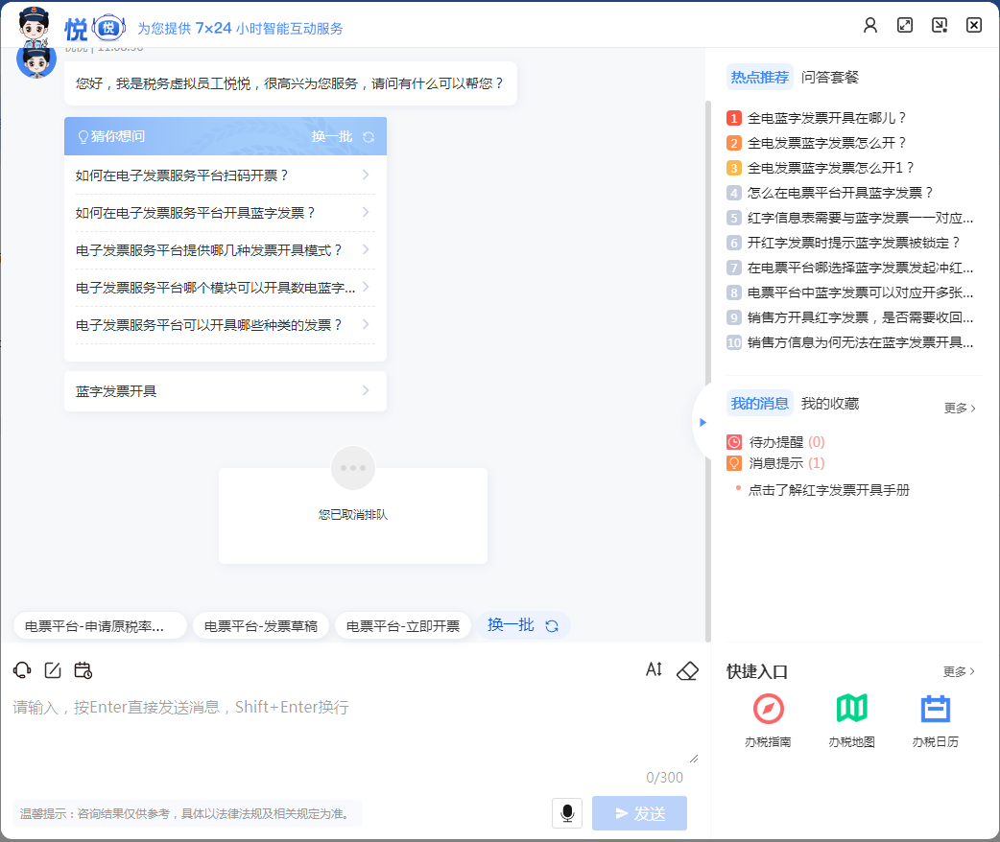 悦 悦 为您提供 7×24 小时智能互动服务
您好，我是税务虚拟员工悦悦，很高兴为您服务，请问有什么可以帮您？
猜你想问 换一批
如何在电子发票服务平台扫码开票？
如何在电子发票服务平台开具蓝字发票？
电子发票服务平台提供哪几种发票开具模式？
电子发票服务平台哪个模块可以开具数电蓝字...
电子发票服务平台可以开具哪些种类的发票？
蓝字发票开具
您已取消排队
电票平台-申请原税率... 电票平台-发票草稿 电票平台-立即开票 换一批
请输入，按Enter直接发送消息，Shift+Enter换行
0/300
温馨提示：咨询结果仅供参考，具体以法律法规及相关规定为准。
发送
热点推荐 问答套餐
1 全电蓝字发票开具在哪儿？
2 全电发票蓝字发票怎么开？
3 全电发票蓝字发票怎么开1？
4 怎么在电票平台开具蓝字发票？
5 红字信息表需要与蓝字发票一一对应...
6 开红字发票时提示蓝字发票被锁定？
7 在电票平台哪选择蓝字发票发起冲红...
8 电票平台中蓝字发票可以对应开多张...
9 销售方开具红字发票，是否需要收回...
10 销售方信息为何无法在蓝字发票开具...
我的消息 我的收藏 更多
待办提醒 (0)
消息提示 (1)
点击了解红字发票开具手册
快捷入口 更多
办税指南 办税地图 办税日历